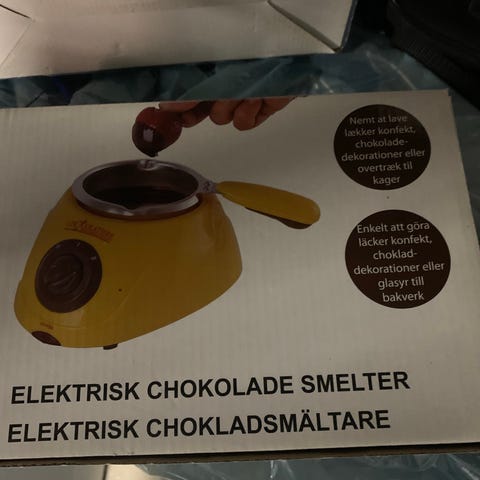 Nemt at lave
lækker konfekt,
chokolade-
dekorationer eller
overtræk til
kager
Enkelt att göra
läcker konfekt,
choklad-
dekorationer eller
glasyr till
bakverk
ELEKTRISK CHOKOLADE SMELTER
ELEKTRISK CHOKLADSMÄLTARE